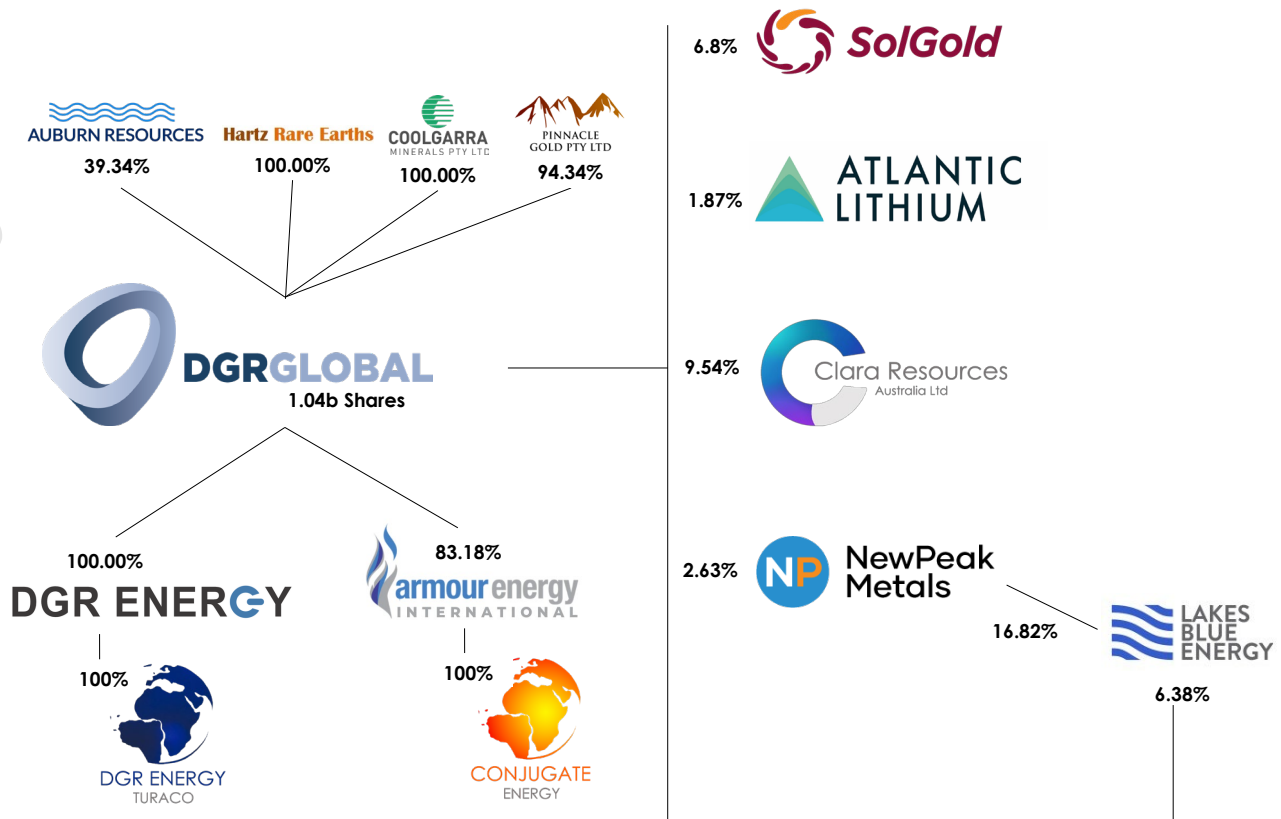 6.8%
SolGold
AUBURN RESOURCES
39.34%
Hartz Rare Earths
100.00%
COOLGARRA
MINERALS PTY LTD
100.00%
PINNACLE
GOLD PTY LTD
94.34%
1.87%
ATLANTIC
LITHIUM
DGRGLOBAL
1.04b Shares
9.54%
Clara Resources
Australia Ltd
100.00%
DGR ENERGY
100%
DGR ENERGY
TURACO
83.18%
armour energy
INTERNATIONAL
100%
CONJUGATE
ENERGY
2.63%
NP
NewPeak
Metals
16.82%
LAKES
BLUE
ENERGY
6.38%